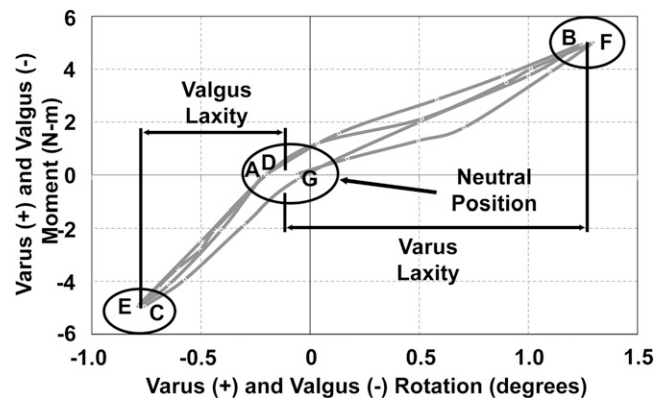 6
4
2
0
-2
-4
-6
-1.0 -0.5 0 0.5 1.0 1.5
Varus (+) and Valgus (-)
Moment (N-m)
Varus (+) and Valgus (-) Rotation (degrees)
B F
Valgus
Laxity
A D
G
Neutral
Position
Varus
Laxity
E C